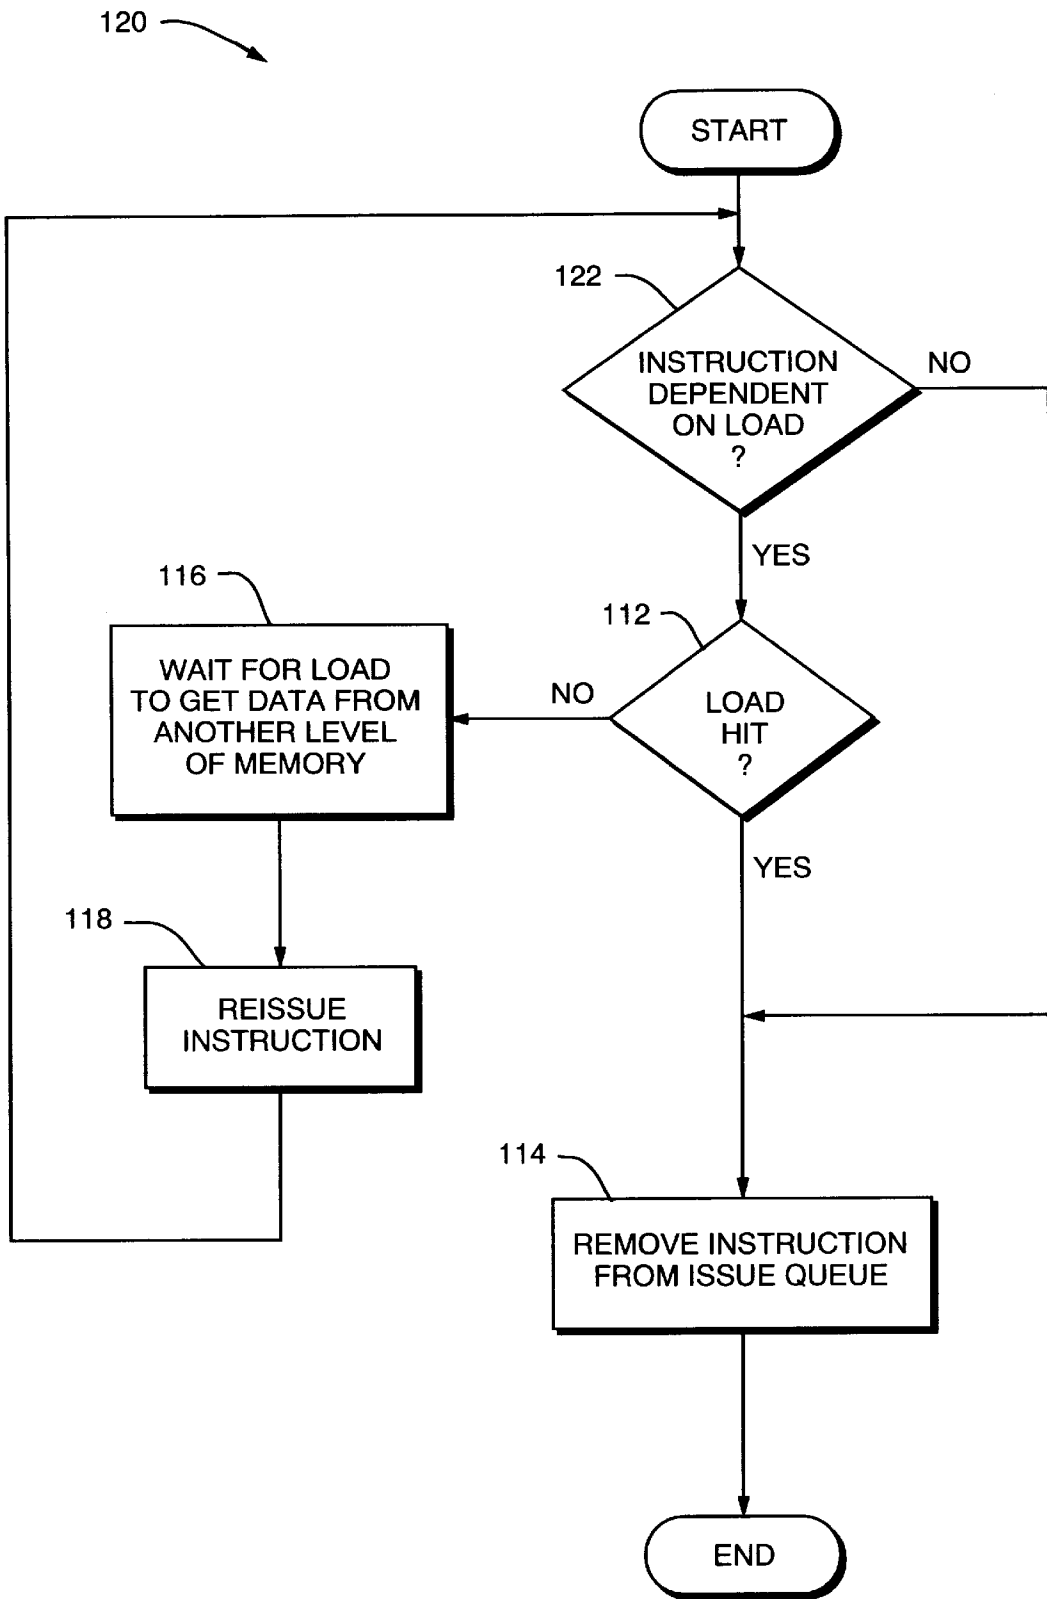 120
START
122
INSTRUCTION
DEPENDENT
ON LOAD
?
NO
YES
116
WAIT FOR LOAD
TO GET DATA FROM
ANOTHER LEVEL
OF MEMORY
NO
112
LOAD
HIT
?
YES
118
REISSUE
INSTRUCTION
114
REMOVE INSTRUCTION
FROM ISSUE QUEUE
END